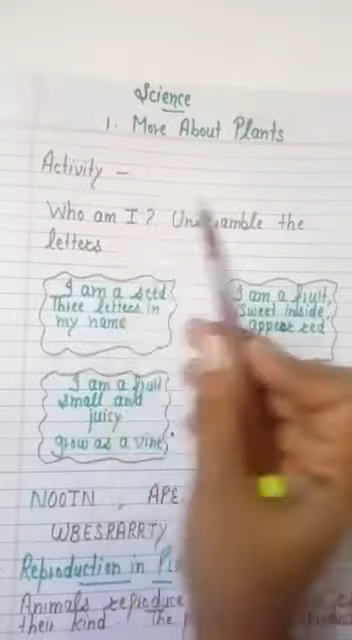 Science
1. More About Plants
Activity -
Who am I? Unscramble the
letters
I am a seed
Three letters in
my name
I am a fruit,
Sweet inside,
appear red
I am a fruit
small and
juicy
grow as a vine,
NOOTN, APE
WBESRARRTY
Reproduction in
Animals reproduce
their kind. The